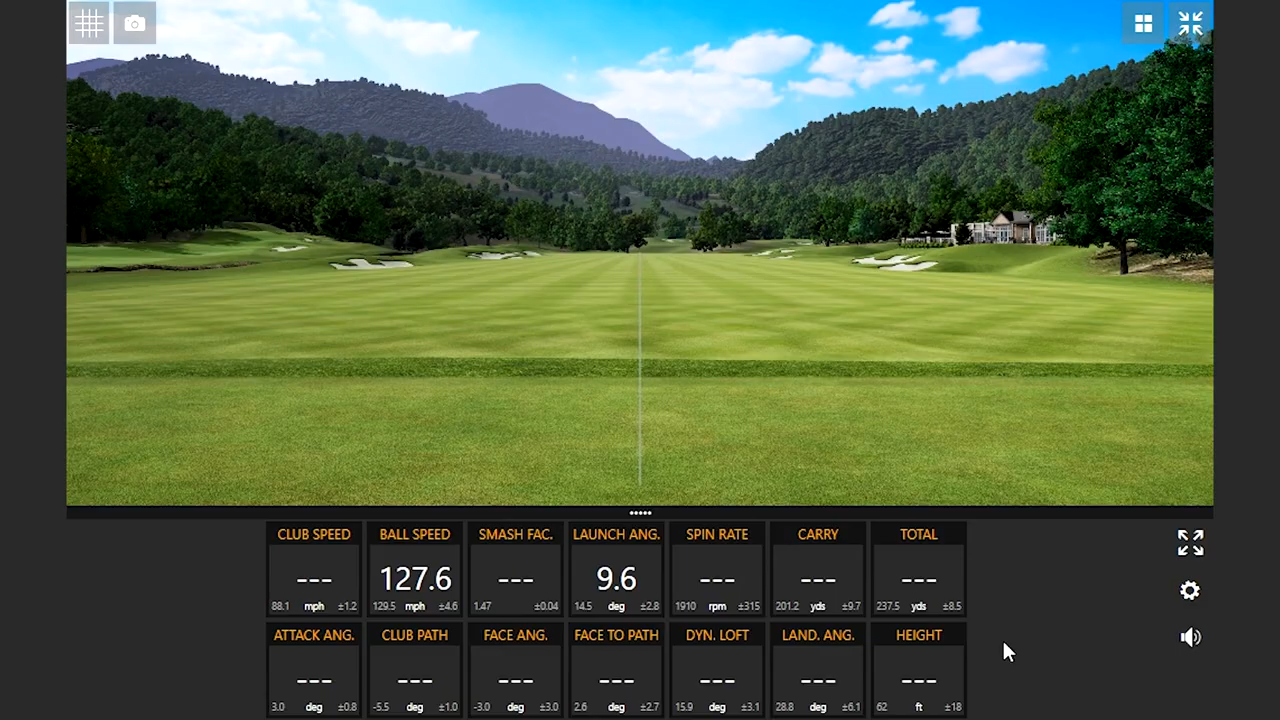 CLUB SPEED BALL SPEED SMASH FAC. LAUNCH ANG. SPIN RATE CARRY TOTAL
--- 127.6 --- 9.6 --- --- ---
88.1 mph ±1.2 129.5 mph ±4.6 1.47 ±0.04 14.5 deg ±2.8 1910 rpm ±315 201.2 yds ±9.7 237.5 yds ±8.5
ATTACK ANG. CLUB PATH FACE ANG. FACE TO PATH DYN. LOFT LAND. ANG. HEIGHT
--- --- --- --- --- --- ---
3.0 deg ±0.8 -5.5 deg ±1.0 -3.0 deg ±3.0 2.6 deg ±2.7 15.9 deg ±3.1 28.8 deg ±6.1 62 ft ±18